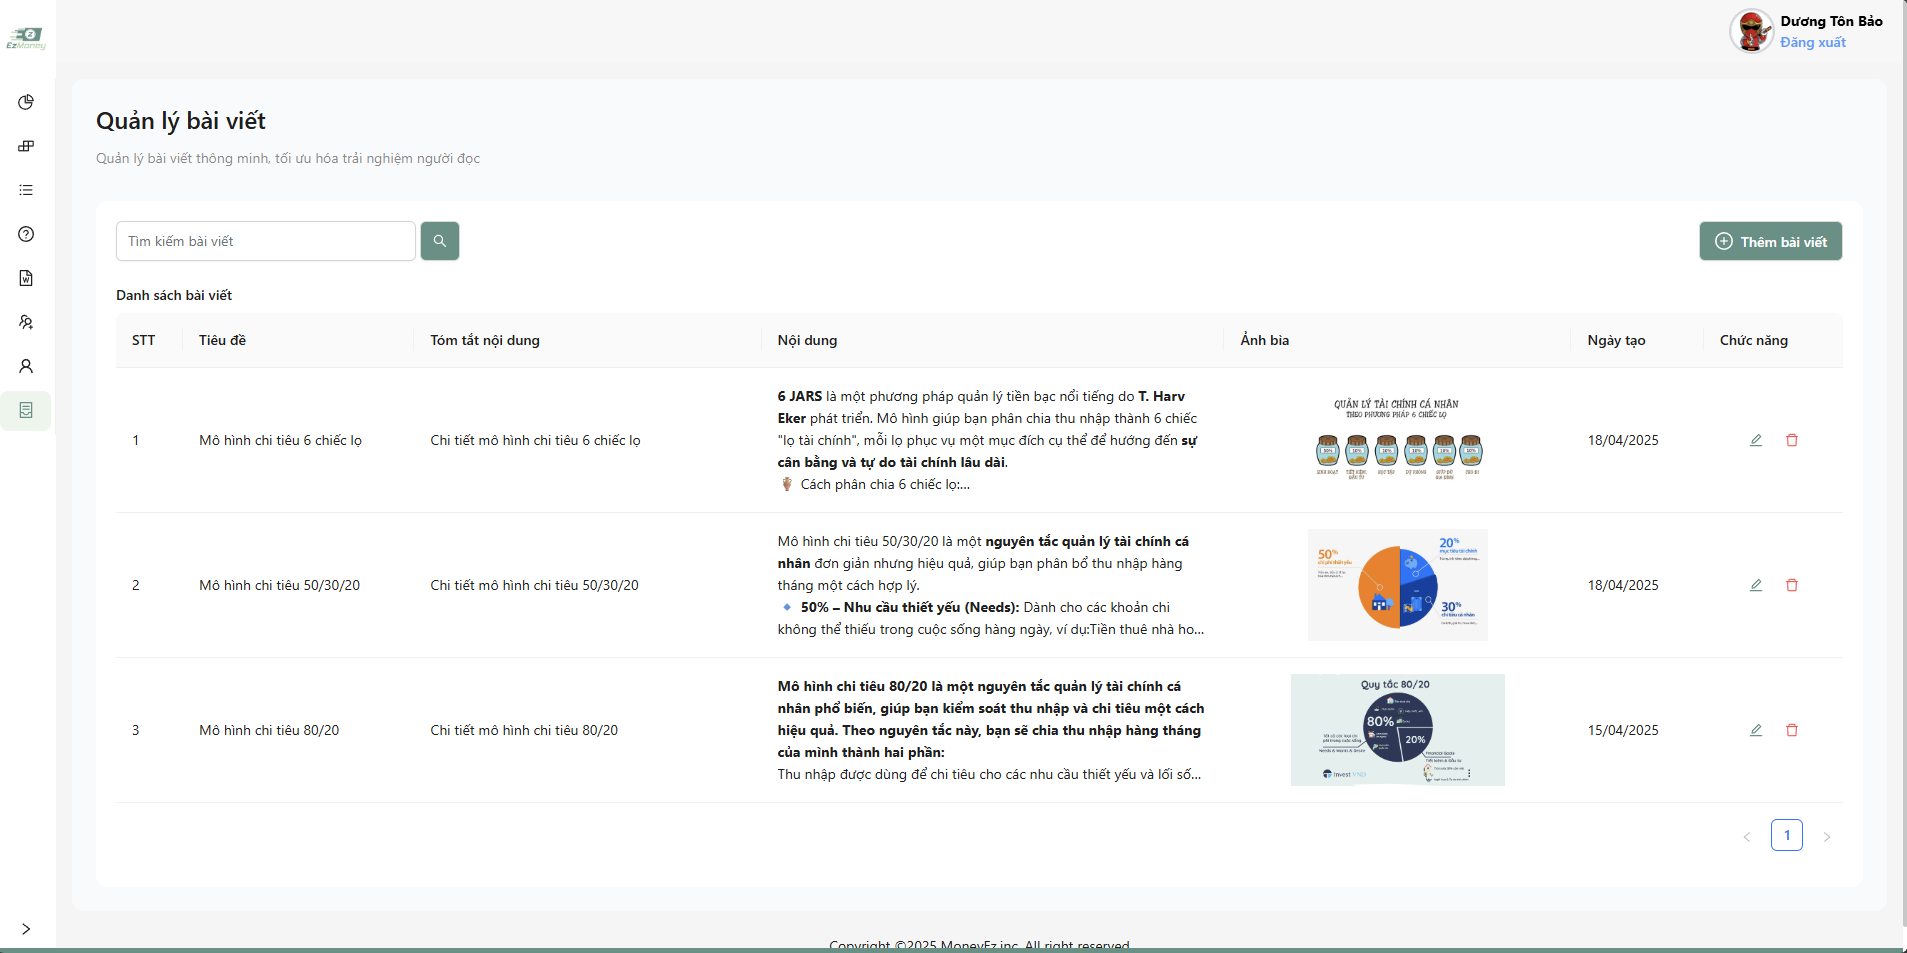 EzMoney
Dương Tôn Bảo
Đăng xuất
Quản lý bài viết
Quản lý bài viết thông minh, tối ưu hóa trải nghiệm người đọc
Tìm kiếm bài viết
Thêm bài viết
Danh sách bài viết
STT Tiêu đề Tóm tắt nội dung Nội dung Ảnh bìa Ngày tạo Chức năng
1 Mô hình chi tiêu 6 chiếc lọ Chi tiết mô hình chi tiêu 6 chiếc lọ
6 JARS là một phương pháp quản lý tiền bạc nổi tiếng do T. Harv
Eker phát triển. Mô hình giúp bạn phân chia thu nhập thành 6 chiếc
"lọ tài chính", mỗi lọ phục vụ một mục đích cụ thể để hướng đến sự
cân bằng và tự do tài chính lâu dài.
Cách phân chia 6 chiếc lọ:...
QUẢN LÝ TÀI CHÍNH CÁ NHÂN
THEO PHƯƠNG PHÁP 6 CHIẾC LỌ
18/04/2025
2 Mô hình chi tiêu 50/30/20 Chi tiết mô hình chi tiêu 50/30/20
Mô hình chi tiêu 50/30/20 là một nguyên tắc quản lý tài chính cá
nhân đơn giản nhưng hiệu quả, giúp bạn phân bổ thu nhập hàng
tháng một cách hợp lý.
50% – Nhu cầu thiết yếu (Needs): Dành cho các khoản chi
không thể thiếu trong cuộc sống hàng ngày, ví dụ:Tiền thuê nhà ho...
50%
chi phí thiết yếu
20%
mục tiêu tài chính
30%
chi tiêu cá nhân
18/04/2025
3 Mô hình chi tiêu 80/20 Chi tiết mô hình chi tiêu 80/20
Mô hình chi tiêu 80/20 là một nguyên tắc quản lý tài chính cá
nhân phổ biến, giúp bạn kiểm soát thu nhập và chi tiêu một cách
hiệu quả. Theo nguyên tắc này, bạn sẽ chia thu nhập hàng tháng
của mình thành hai phần:
Thu nhập được dùng để chi tiêu cho các nhu cầu thiết yếu và lối số...
Quy tắc 80/20
80%
20%
Invest VND
15/04/2025
1
Copyright ©2025 MoneyEz inc. All right reserved